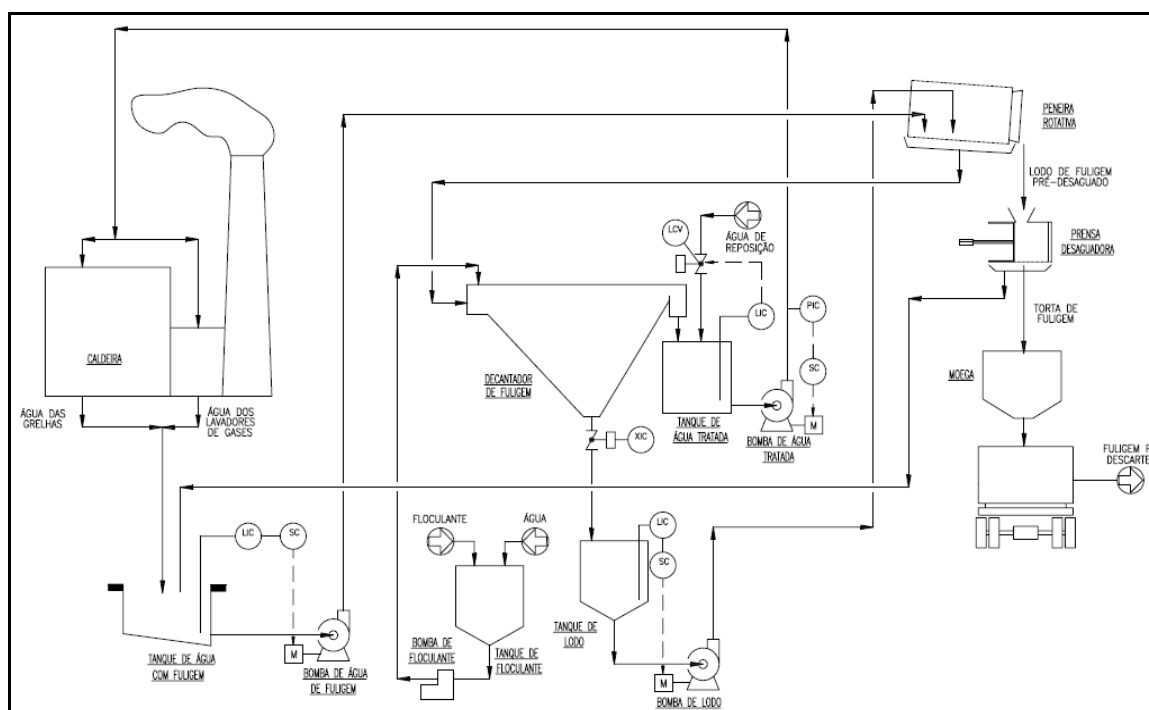 PENEIRA
ROTATIVA
LODO DE FULIGEM
PRÉ-DESAGUADO
LCV
ÁGUA DE
REPOSIÇÃO
PRENSA
DESAGUADORA
LIC
PIC
TORTA DE
FULIGEM
CALDEIRA
SC
MOEGA
DECANTADOR
DE FULIGEM
ÁGUA DAS
GRELHAS
ÁGUA DOS
LAVADORES
DE GASES
TANQUE DE
ÁGUA TRATADA
M
BOMBA DE ÁGUA
TRATADA
XIC
FULIGEM P
DESCARTE
FLOCULANTE
ÁGUA
LIC
SC
LIC
SC
TANQUE DE
LODO
BOMBA DE
FLOCULANTE
TANQUE DE
FLOCULANTE
TANQUE DE ÁGUA
COM FULIGEM
M
BOMBA DE ÁGUA
DE FULIGEM
M
BOMBA DE LODO